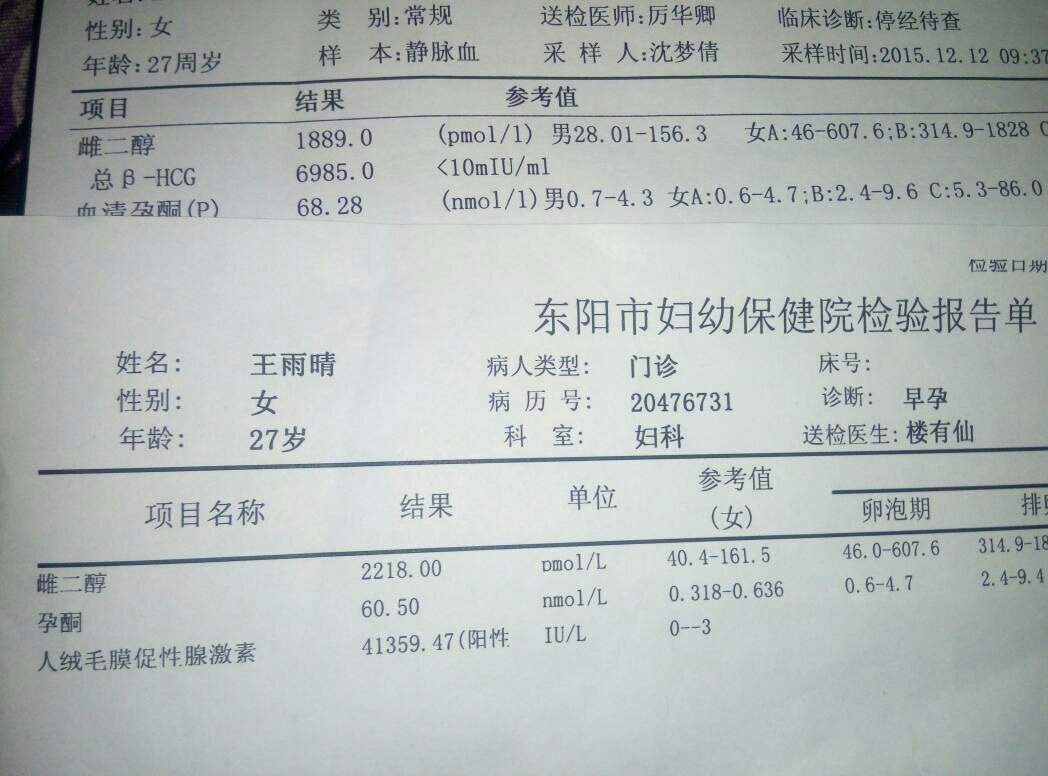 性别:女 类 别:常规 送检医师:厉华卿 临床诊断:停经待查
年龄:27周岁 样 本:静脉血 采 样 人:沈梦倩 采样时间:2015.12.12 09:37
项目 结果 参考值
雌二醇 1889.0 (pmol/l) 男28.01-156.3 女A:46-607.6;B:314.9-1828 C
总β-HCG 6985.0 <10mIU/ml
血清孕酮(P) 68.28 (nmol/l)男0.7-4.3 女A:0.6-4.7;B:2.4-9.6 C:5.3-86.0
检验日期
东阳市妇幼保健院检验报告单
姓名: 王雨晴 病人类型: 门诊 床号:
性别: 女 病 历 号: 20476731 诊断: 早孕
年龄: 27岁 科 室: 妇科 送检医生: 楼有仙
项目名称 结果 单位 参考值
(女) 卵泡期 排卵
雌二醇 2218.00 pmol/L 40.4-161.5 46.0-607.6 314.9-18
孕酮 60.50 nmol/L 0.318-0.636 0.6-4.7 2.4-9.4
人绒毛膜促性腺激素 41359.47(阳性 IU/L 0--3